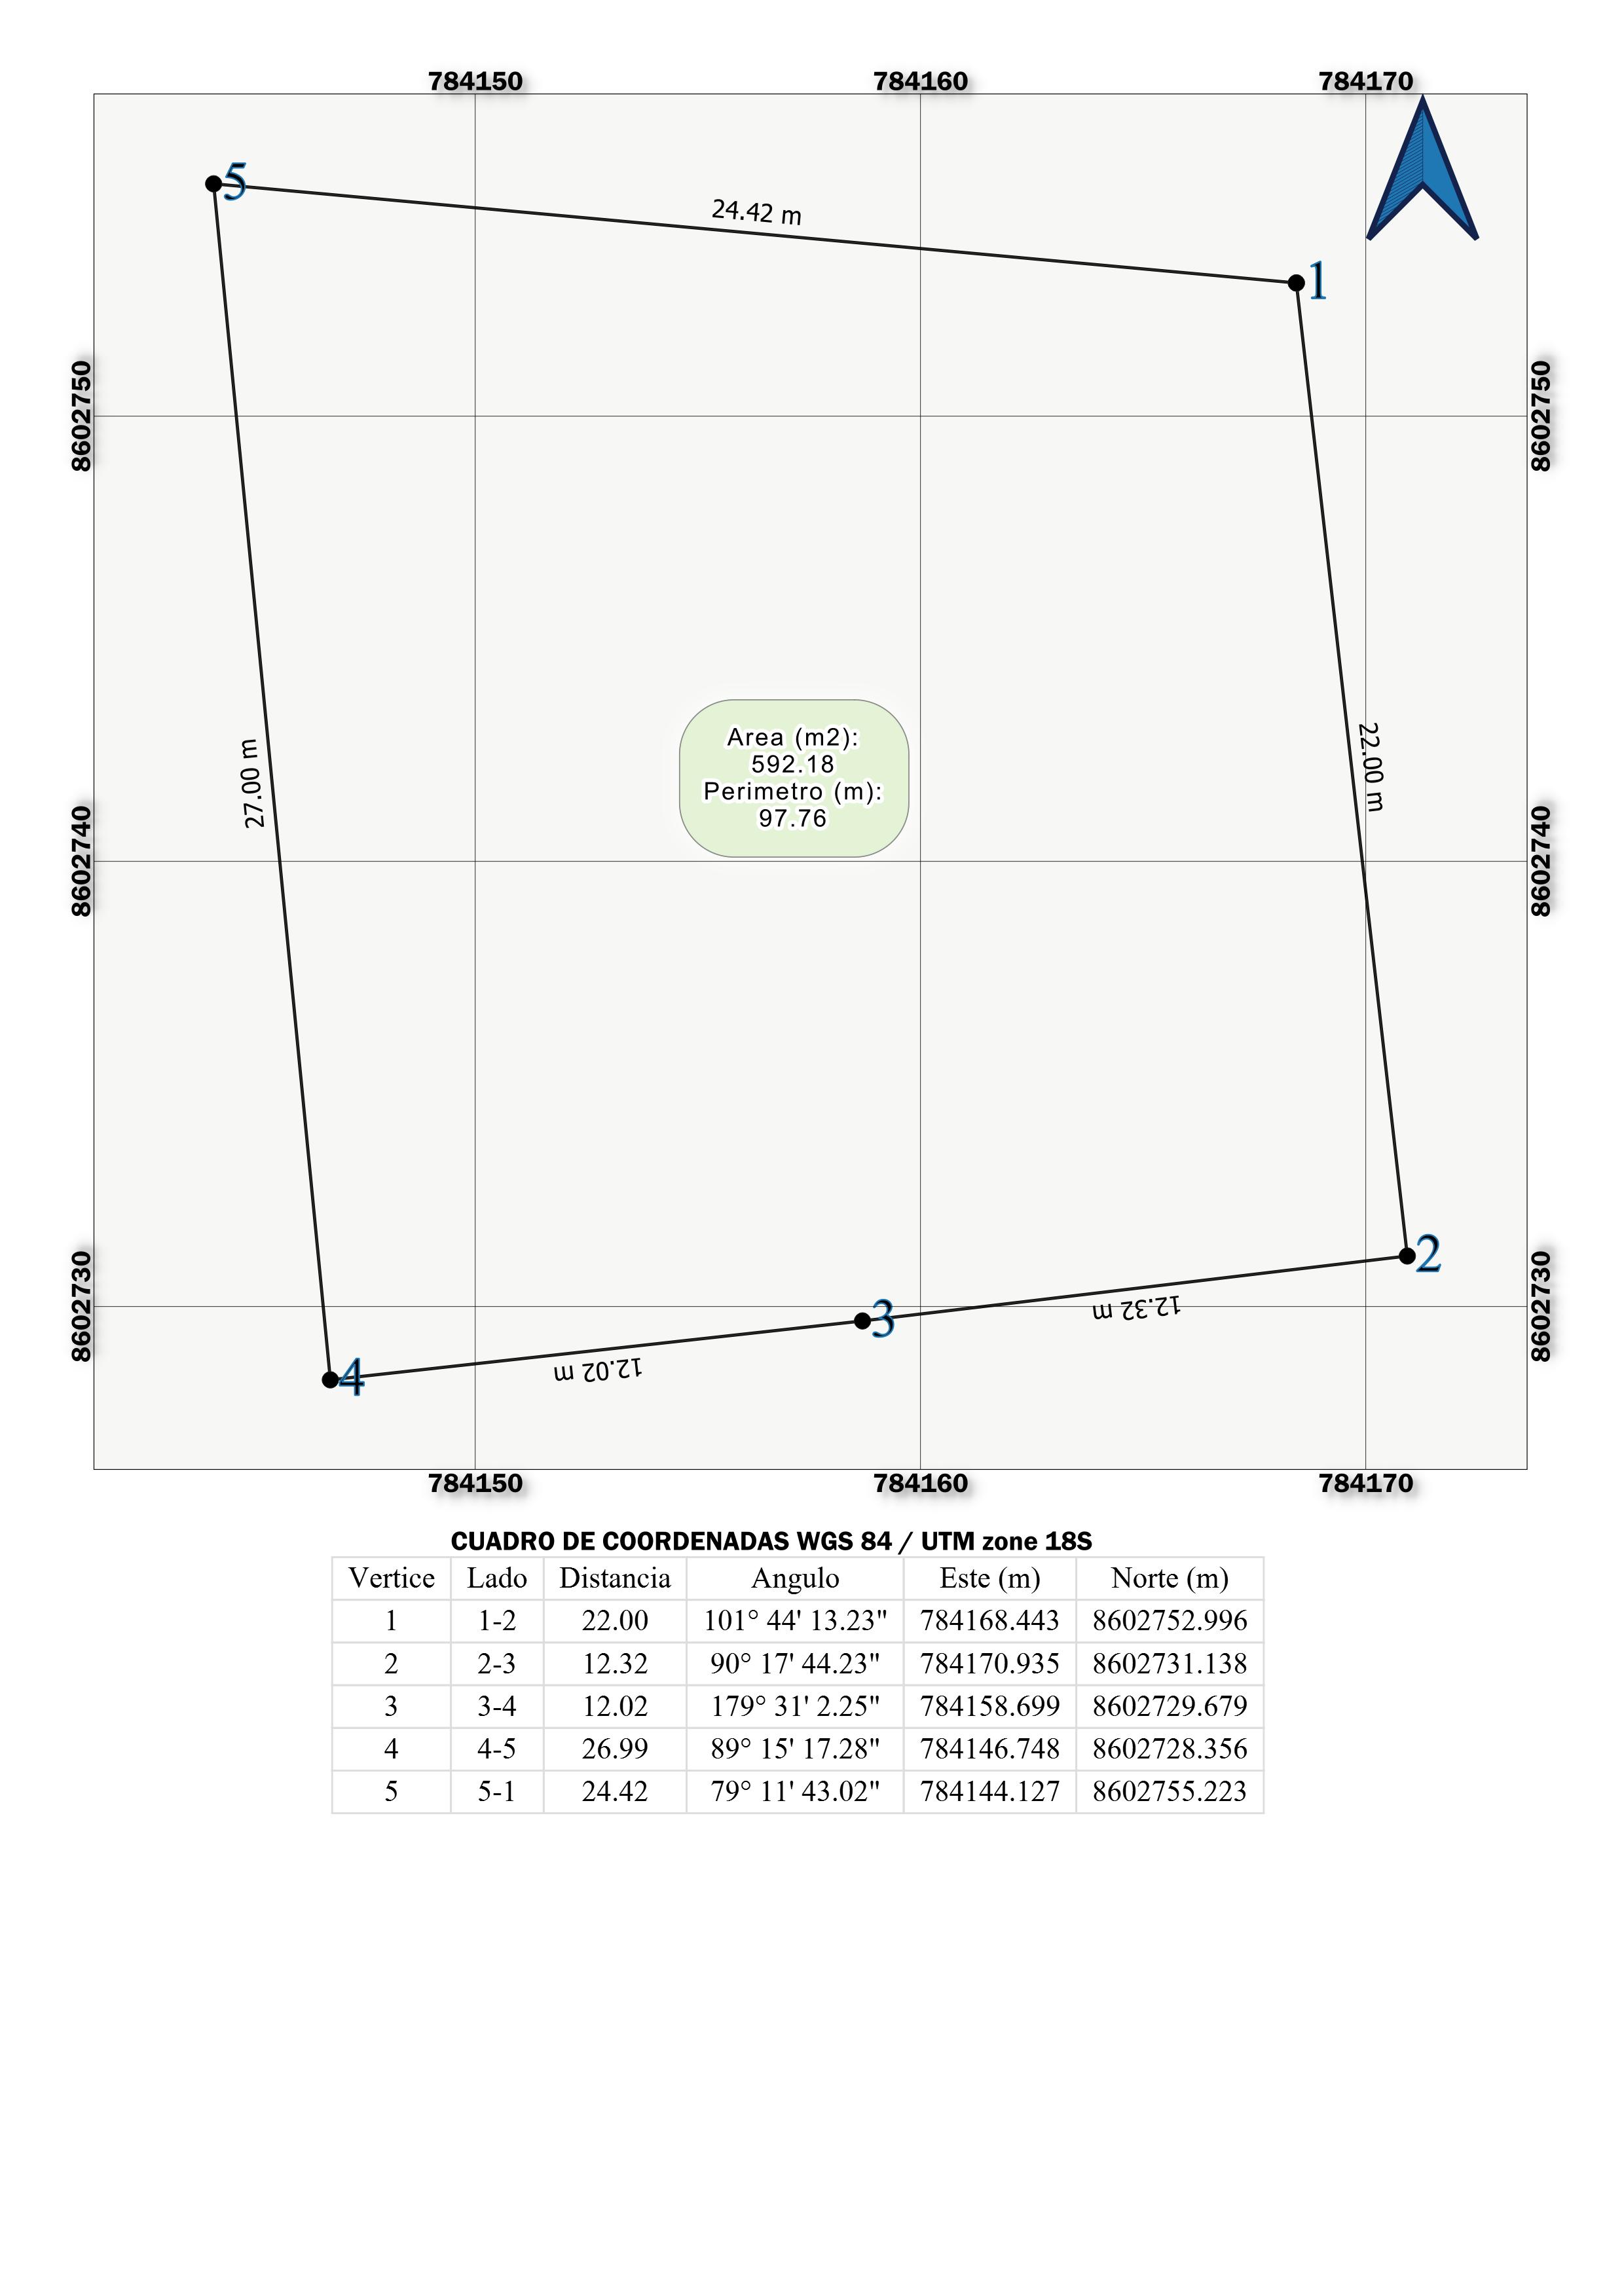 784150 784160 784170
5
24.42 m
1
8602750 8602750
27.00 m
22.00 m
Area (m2):
592.18
Perimetro (m):
97.76
8602740 8602740
2
12.32 m
8602730 8602730
3
12.02 m
4
784150 784160 784170
CUADRO DE COORDENADAS WGS 84 / UTM zone 18S
Vertice Lado Distancia Angulo Este (m) Norte (m)
1 1-2 22.00 101° 44' 13.23" 784168.443 8602752.996
2 2-3 12.32 90° 17' 44.23" 784170.935 8602731.138
3 3-4 12.02 179° 31' 2.25" 784158.699 8602729.679
4 4-5 26.99 89° 15' 17.28" 784146.748 8602728.356
5 5-1 24.42 79° 11' 43.02" 784144.127 8602755.223